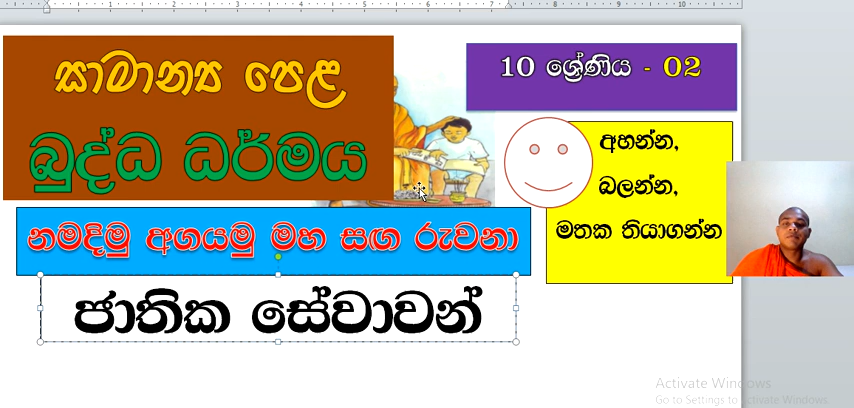 සාමාන්‍ය පෙළ
බුද්ධ ධර්මය
10 ශ්‍රේණිය - 02
අහන්න,
බලන්න,
මතක තියාගන්න
නමදිමු අගයමු මහ සඟ රුවනා
ජාතික සේවාවන්
Activate Windows
Go to Settings to Activate Windows.